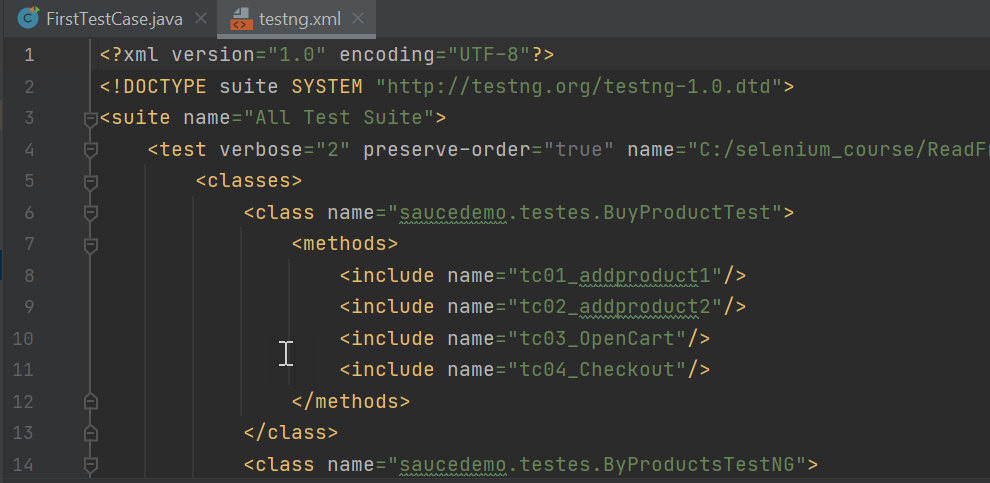 FirstTestCase.java testng.xml
1 <?xml version="1.0" encoding="UTF-8"?>
2 <!DOCTYPE suite SYSTEM "http://testng.org/testng-1.0.dtd">
3 <suite name="All Test Suite">
4 <test verbose="2" preserve-order="true" name="C:/selenium_course/ReadFr
5 <classes>
6 <class name="saucedemo.testes.BuyProductTest">
7 <methods>
8 <include name="tc01_addproduct1"/>
9 <include name="tc02_addproduct2"/>
10 <include name="tc03_OpenCart"/>
11 <include name="tc04_Checkout"/>
12 </methods>
13 </class>
14 <class name="saucedemo.testes.ByProductsTestNG">